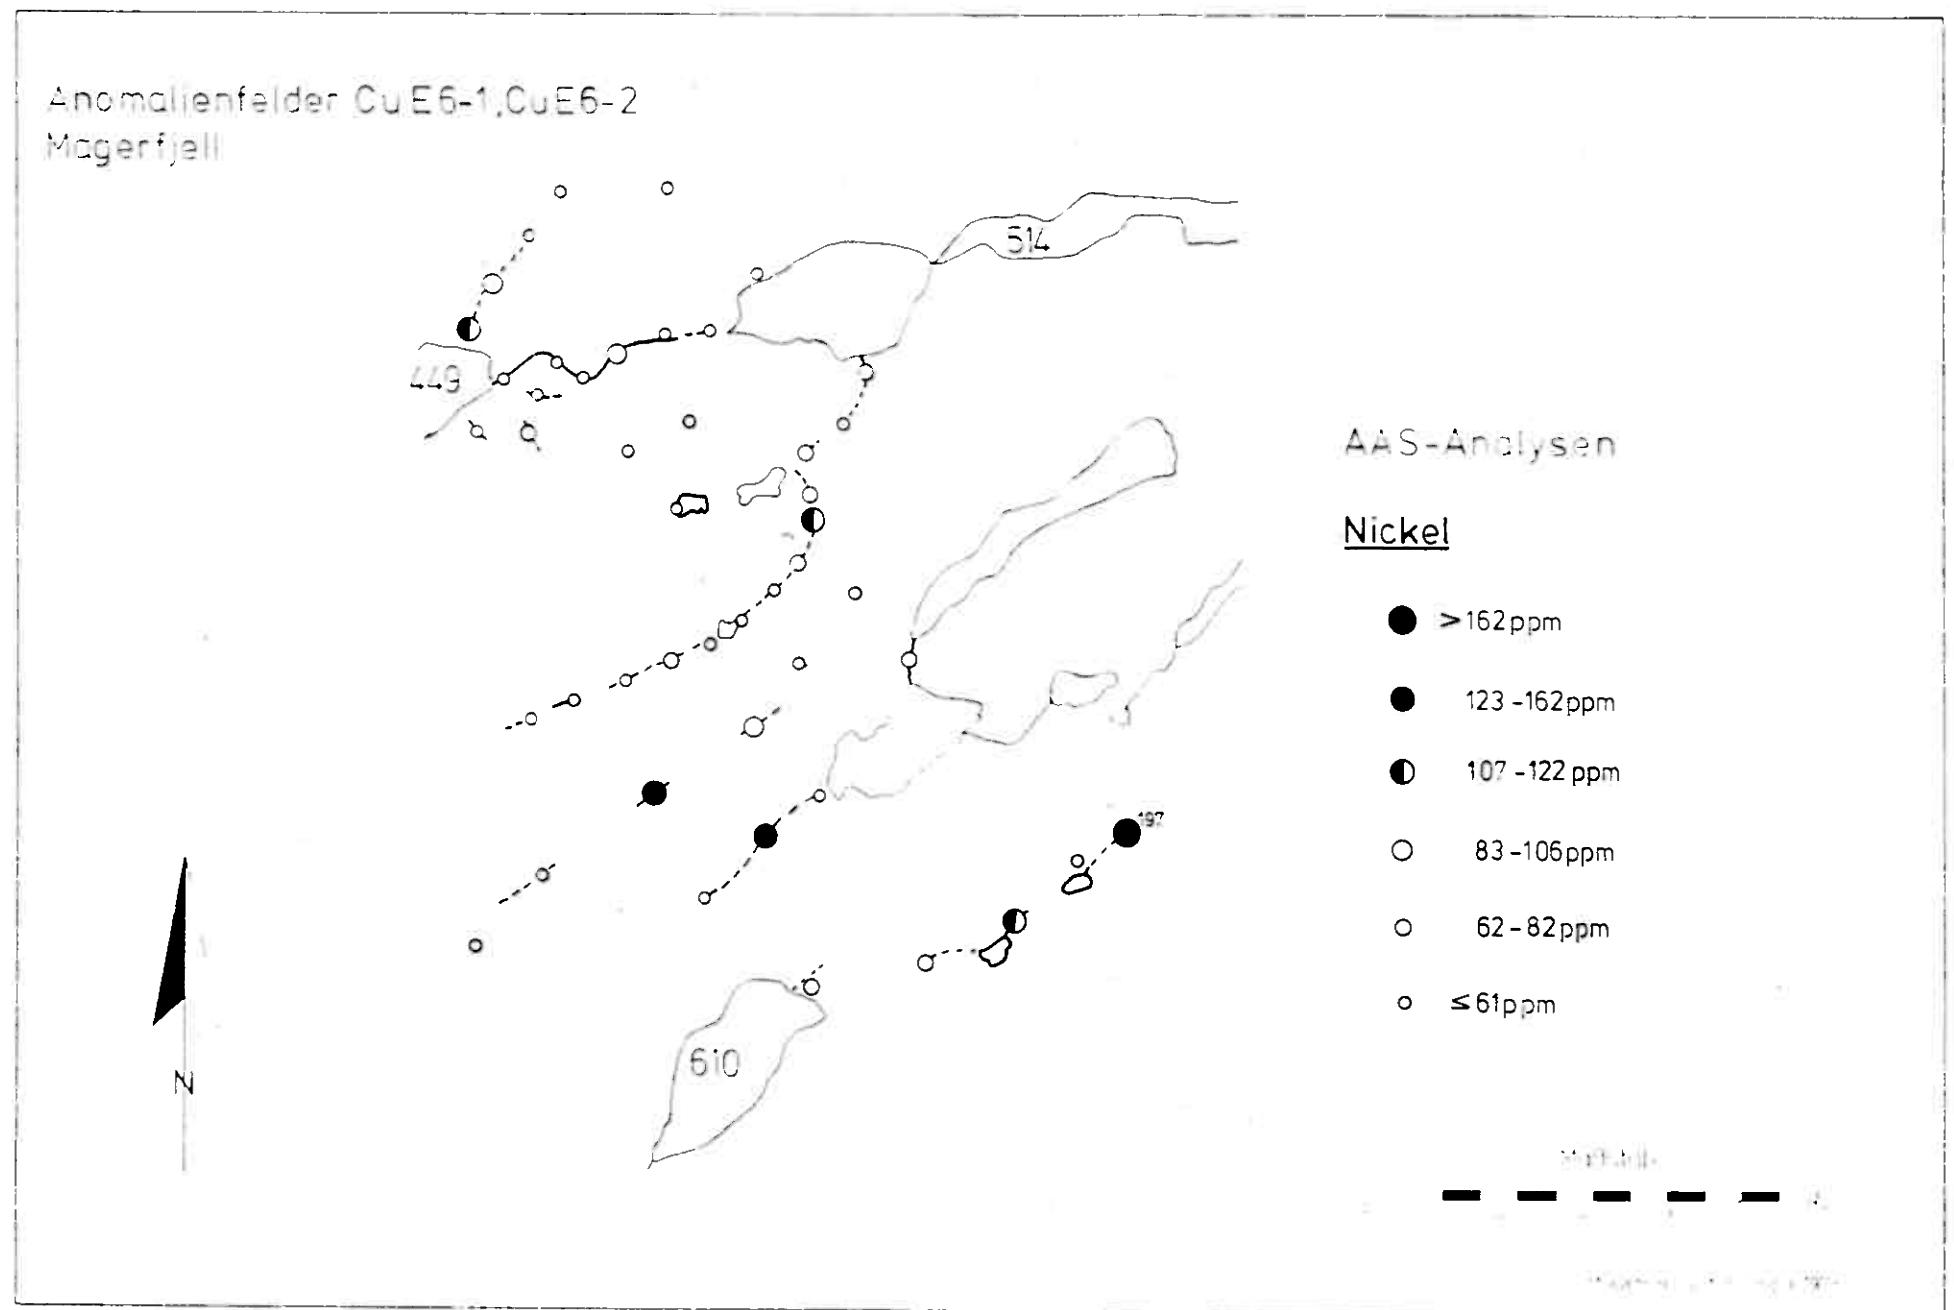 Anomalienfelder CuE6-1,CuE6-2
Magerfjell
514
449
AAS-Analysen
Nickel
>162ppm
123-162ppm
107-122ppm
83-106ppm
62-82ppm
≤61ppm
197
610
N